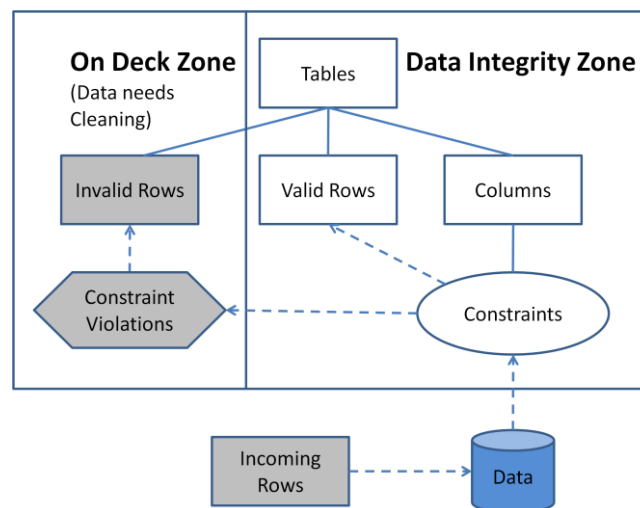 On Deck Zone
(Data needs
Cleaning)
Tables
Data Integrity Zone
Invalid Rows
Valid Rows
Columns
Constraint
Violations
Constraints
Incoming
Rows
Data